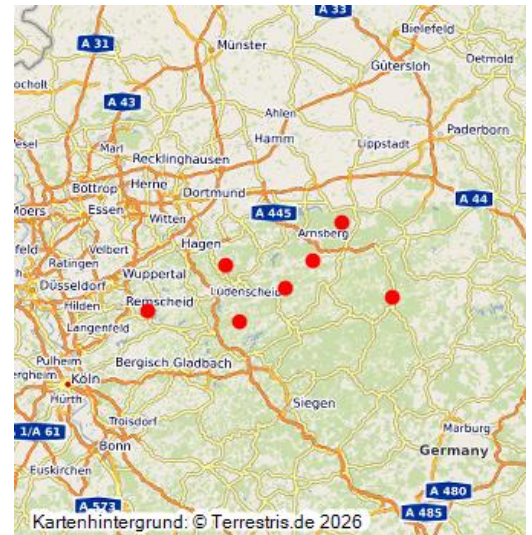 A 33
Bielefeld
A 31
Münster
Detmold
Gütersloh
ocholt
A 43
Paderborn
Ahlen
Hamm
Lippstadt
esel
Marl
Recklinghausen
Bottrop
Herne
Dortmund
A 44
Moers
Essen
Witten
A 445
Arnsberg
Hagen
feld
Velbert
Ratingen
Wuppertal
Düsseldorf
Lüdenscheid
Hilden
Remscheid
Langenfeld
Pulheim
Bergisch Gladbach
ergheim
Köln
Hürth
Siegen
Troisdorf
Marburg
1/A 61
Bonn
Germany
Euskirchen
A 480
A 573
A 485
Kartenhintergrund: © Terrestris.de 2026